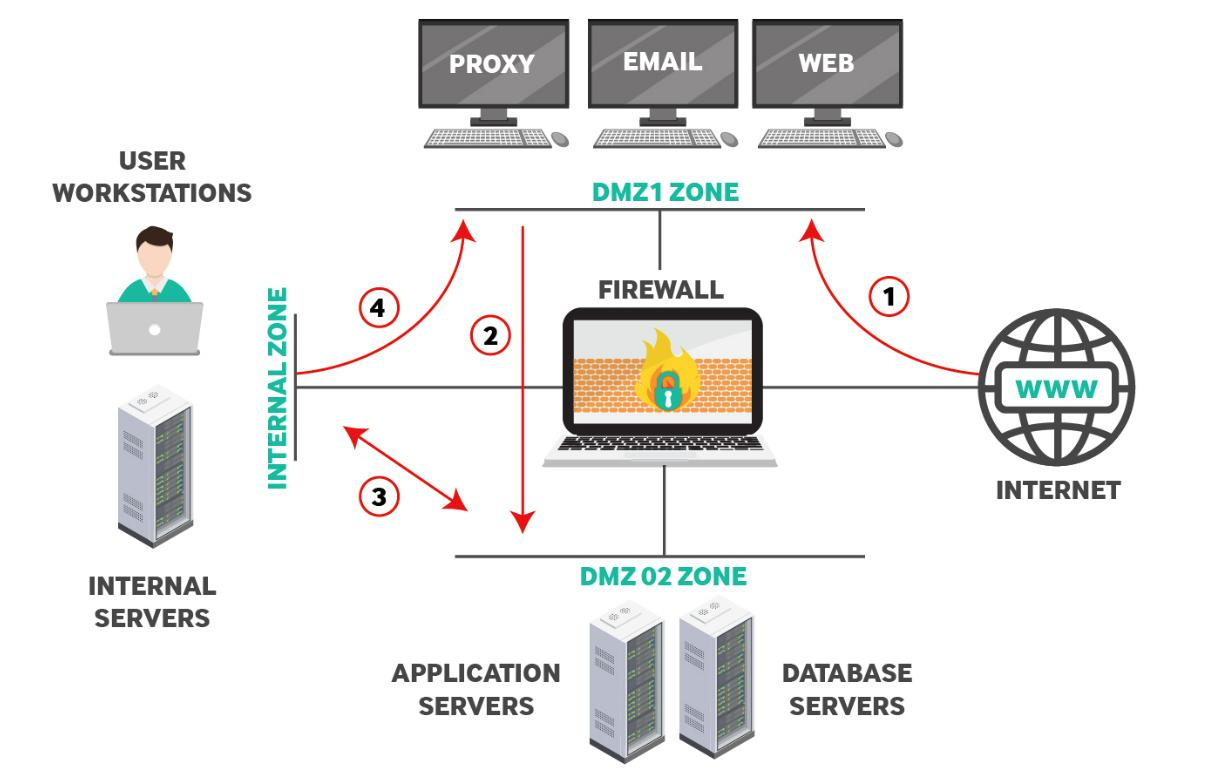 PROXY
EMAIL
WEB
USER
WORKSTATIONS
DMZ1 ZONE
FIREWALL
1
4
2
INTERNAL ZONE
WWW
3
INTERNET
DMZ 02 ZONE
INTERNAL
SERVERS
APPLICATION
SERVERS
DATABASE
SERVERS